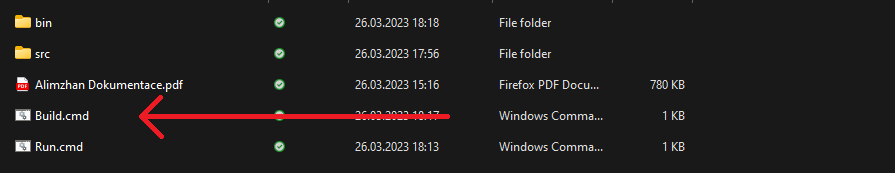 bin 26.03.2023 18:18 File folder
src 26.03.2023 17:56 File folder
PDF Alimzhan Dokumentace.pdf 26.03.2023 15:16 Firefox PDF Docu... 780 KB
Build.cmd 26.03.2023 18:17 Windows Comma... 1 KB
Run.cmd 26.03.2023 18:13 Windows Comma... 1 KB